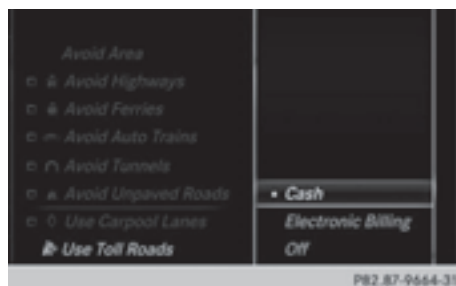 Avoid Area
Avoid Highways
Avoid Ferries
Avoid Auto Trains
Avoid Tunnels
Avoid Unpaved Roads
Use Carpool Lanes
Use Toll Roads
• Cash
Electronic Billing
Off
P82.87-9664-31